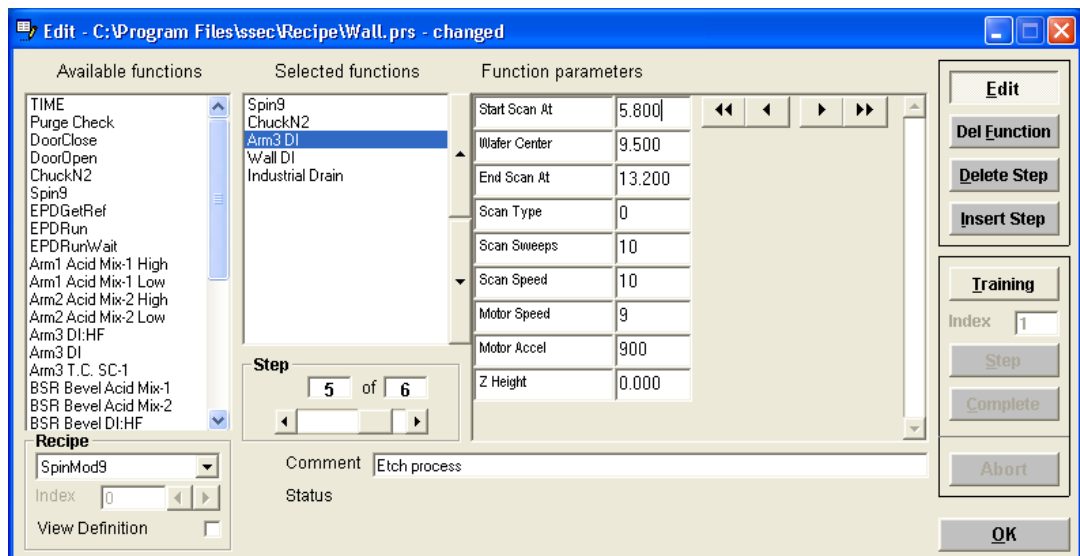 Edit - C:\Program Files\ssec\Recipe\Wall.prs - changed
Available functions
TIME
Purge Check
DoorClose
DoorOpen
ChuckN2
Spin9
EPDGetRef
EPDRun
EPDRunWait
Arm1 Acid Mix-1 High
Arm1 Acid Mix-1 Low
Arm2 Acid Mix-2 High
Arm2 Acid Mix-2 Low
Arm3 DI:HF
Arm3 DI
Arm3 T.C. SC-1
BSR Bevel Acid Mix-1
BSR Bevel Acid Mix-2
BSR Bevel DI:HF
Recipe
SpinMod9
Index 0
View Definition
Selected functions
Spin9
ChuckN2
Arm3 DI
Wall DI
Industrial Drain
Step
5 of 6
Function parameters
Start Scan At 5.800
Wafer Center 9.500
End Scan At 13.200
Scan Type 0
Scan Sweeps 10
Scan Speed 10
Motor Speed 9
Motor Accel 900
Z Height 0.000
Comment Etch process
Status
Edit
Del Function
Delete Step
Insert Step
Training
Index 1
Step
Complete
Abort
OK